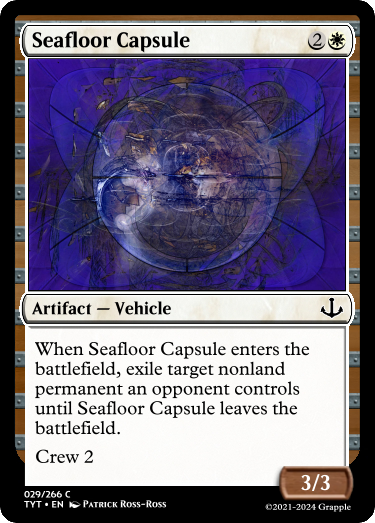 Seafloor Capsule 2
Artifact — Vehicle
When Seafloor Capsule enters the
battlefield, exile target nonland
permanent an opponent controls
until Seafloor Capsule leaves the
battlefield.
Crew 2
3/3
029/266 C
TYT • EN Patrick Ross-Ross
©2021-2024 Grapple